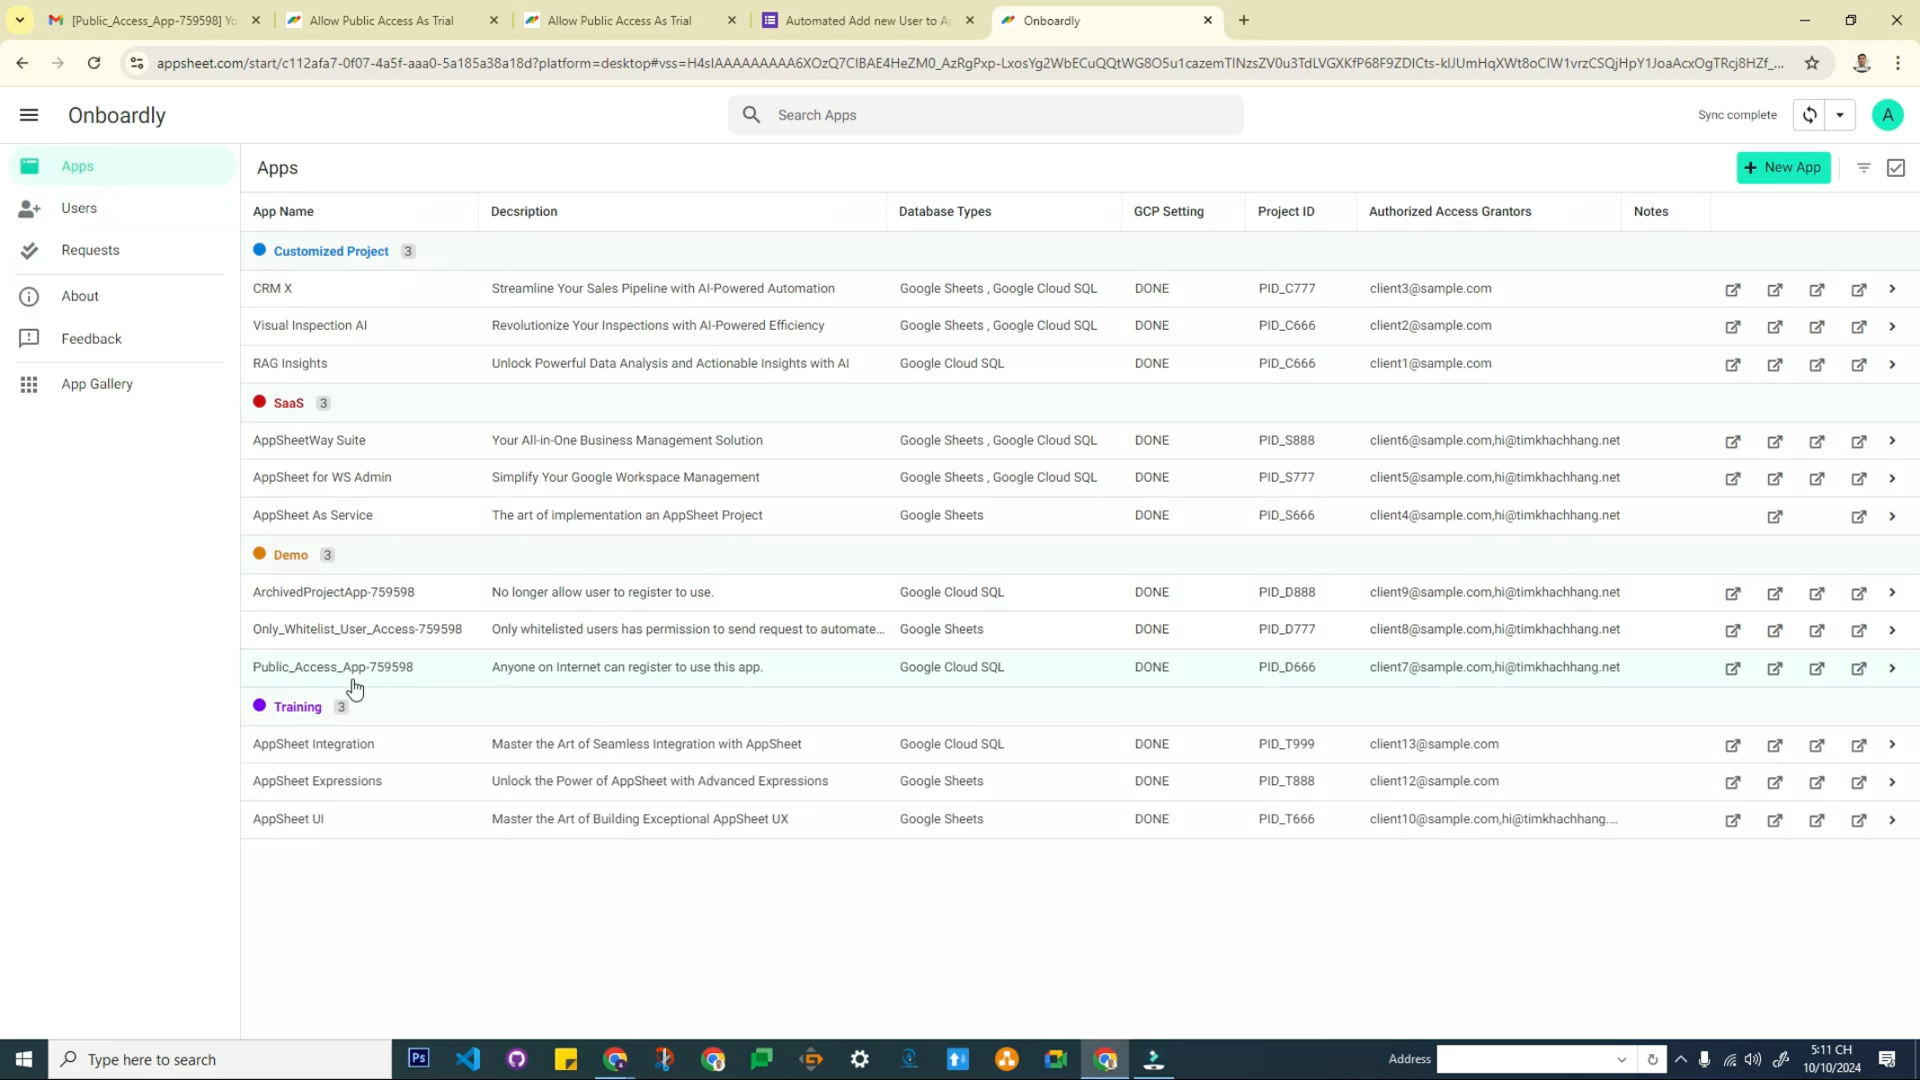 [Public_Access_App-759598] Yo
Allow Public Access As Trial
Allow Public Access As Trial
Automated Add new User to Ap
Onboardly
appsheet.com/start/c112afa7-0f07-4a5f-aaa0-5a185a38a18d?platform=desktop#vss=
Onboardly
Search Apps
Sync complete
A
Apps
Users
Requests
About
Feedback
App Gallery
Apps
New App
App Name Decsription Database Types GCP Setting Project ID Authorized Access Grantors Notes
Customized Project 3
CRM X Streamline Your Sales Pipeline with AI-Powered Automation Google Sheets , Google Cloud SQL DONE PID_C777 client3@sample.com
Visual Inspection AI Revolutionize Your Inspections with AI-Powered Efficiency Google Sheets , Google Cloud SQL DONE PID_C666 client2@sample.com
RAG Insights Unlock Powerful Data Analysis and Actionable Insights with AI Google Cloud SQL DONE PID_C666 client1@sample.com
SaaS 3
AppSheetWay Suite Your All-in-One Business Management Solution Google Sheets , Google Cloud SQL DONE PID_S888 client6@sample.com,hi@timkhachhang.net
AppSheet for WS Admin Simplify Your Google Workspace Management Google Sheets , Google Cloud SQL DONE PID_S777 client5@sample.com,hi@timkhachhang.net
AppSheet As Service The art of implementation an AppSheet Project Google Sheets DONE PID_S666 client4@sample.com,hi@timkhachhang.net
Demo 3
ArchivedProjectApp-759598 No longer allow user to register to use. Google Cloud SQL DONE PID_D888 client9@sample.com,hi@timkhachhang.net
Only_Whitelist_User_Access-759598 Only whitelisted users has permission to send request to automate... Google Sheets DONE PID_D777 client8@sample.com,hi@timkhachhang.net
Public_Access_App-759598 Anyone on Internet can register to use this app. Google Cloud SQL DONE PID_D666 client7@sample.com,hi@timkhachhang.net
Training 3
AppSheet Integration Master the Art of Seamless Integration with AppSheet Google Cloud SQL DONE PID_T999 client13@sample.com
AppSheet Expressions Unlock the Power of AppSheet with Advanced Expressions Google Sheets DONE PID_T888 client12@sample.com
AppSheet UI Master the Art of Building Exceptional AppSheet UX Google Sheets DONE PID_T666 client10@sample.com,hi@timkhachhang....
Type here to search
Ps
Address
5:11 CH
10/10/2024